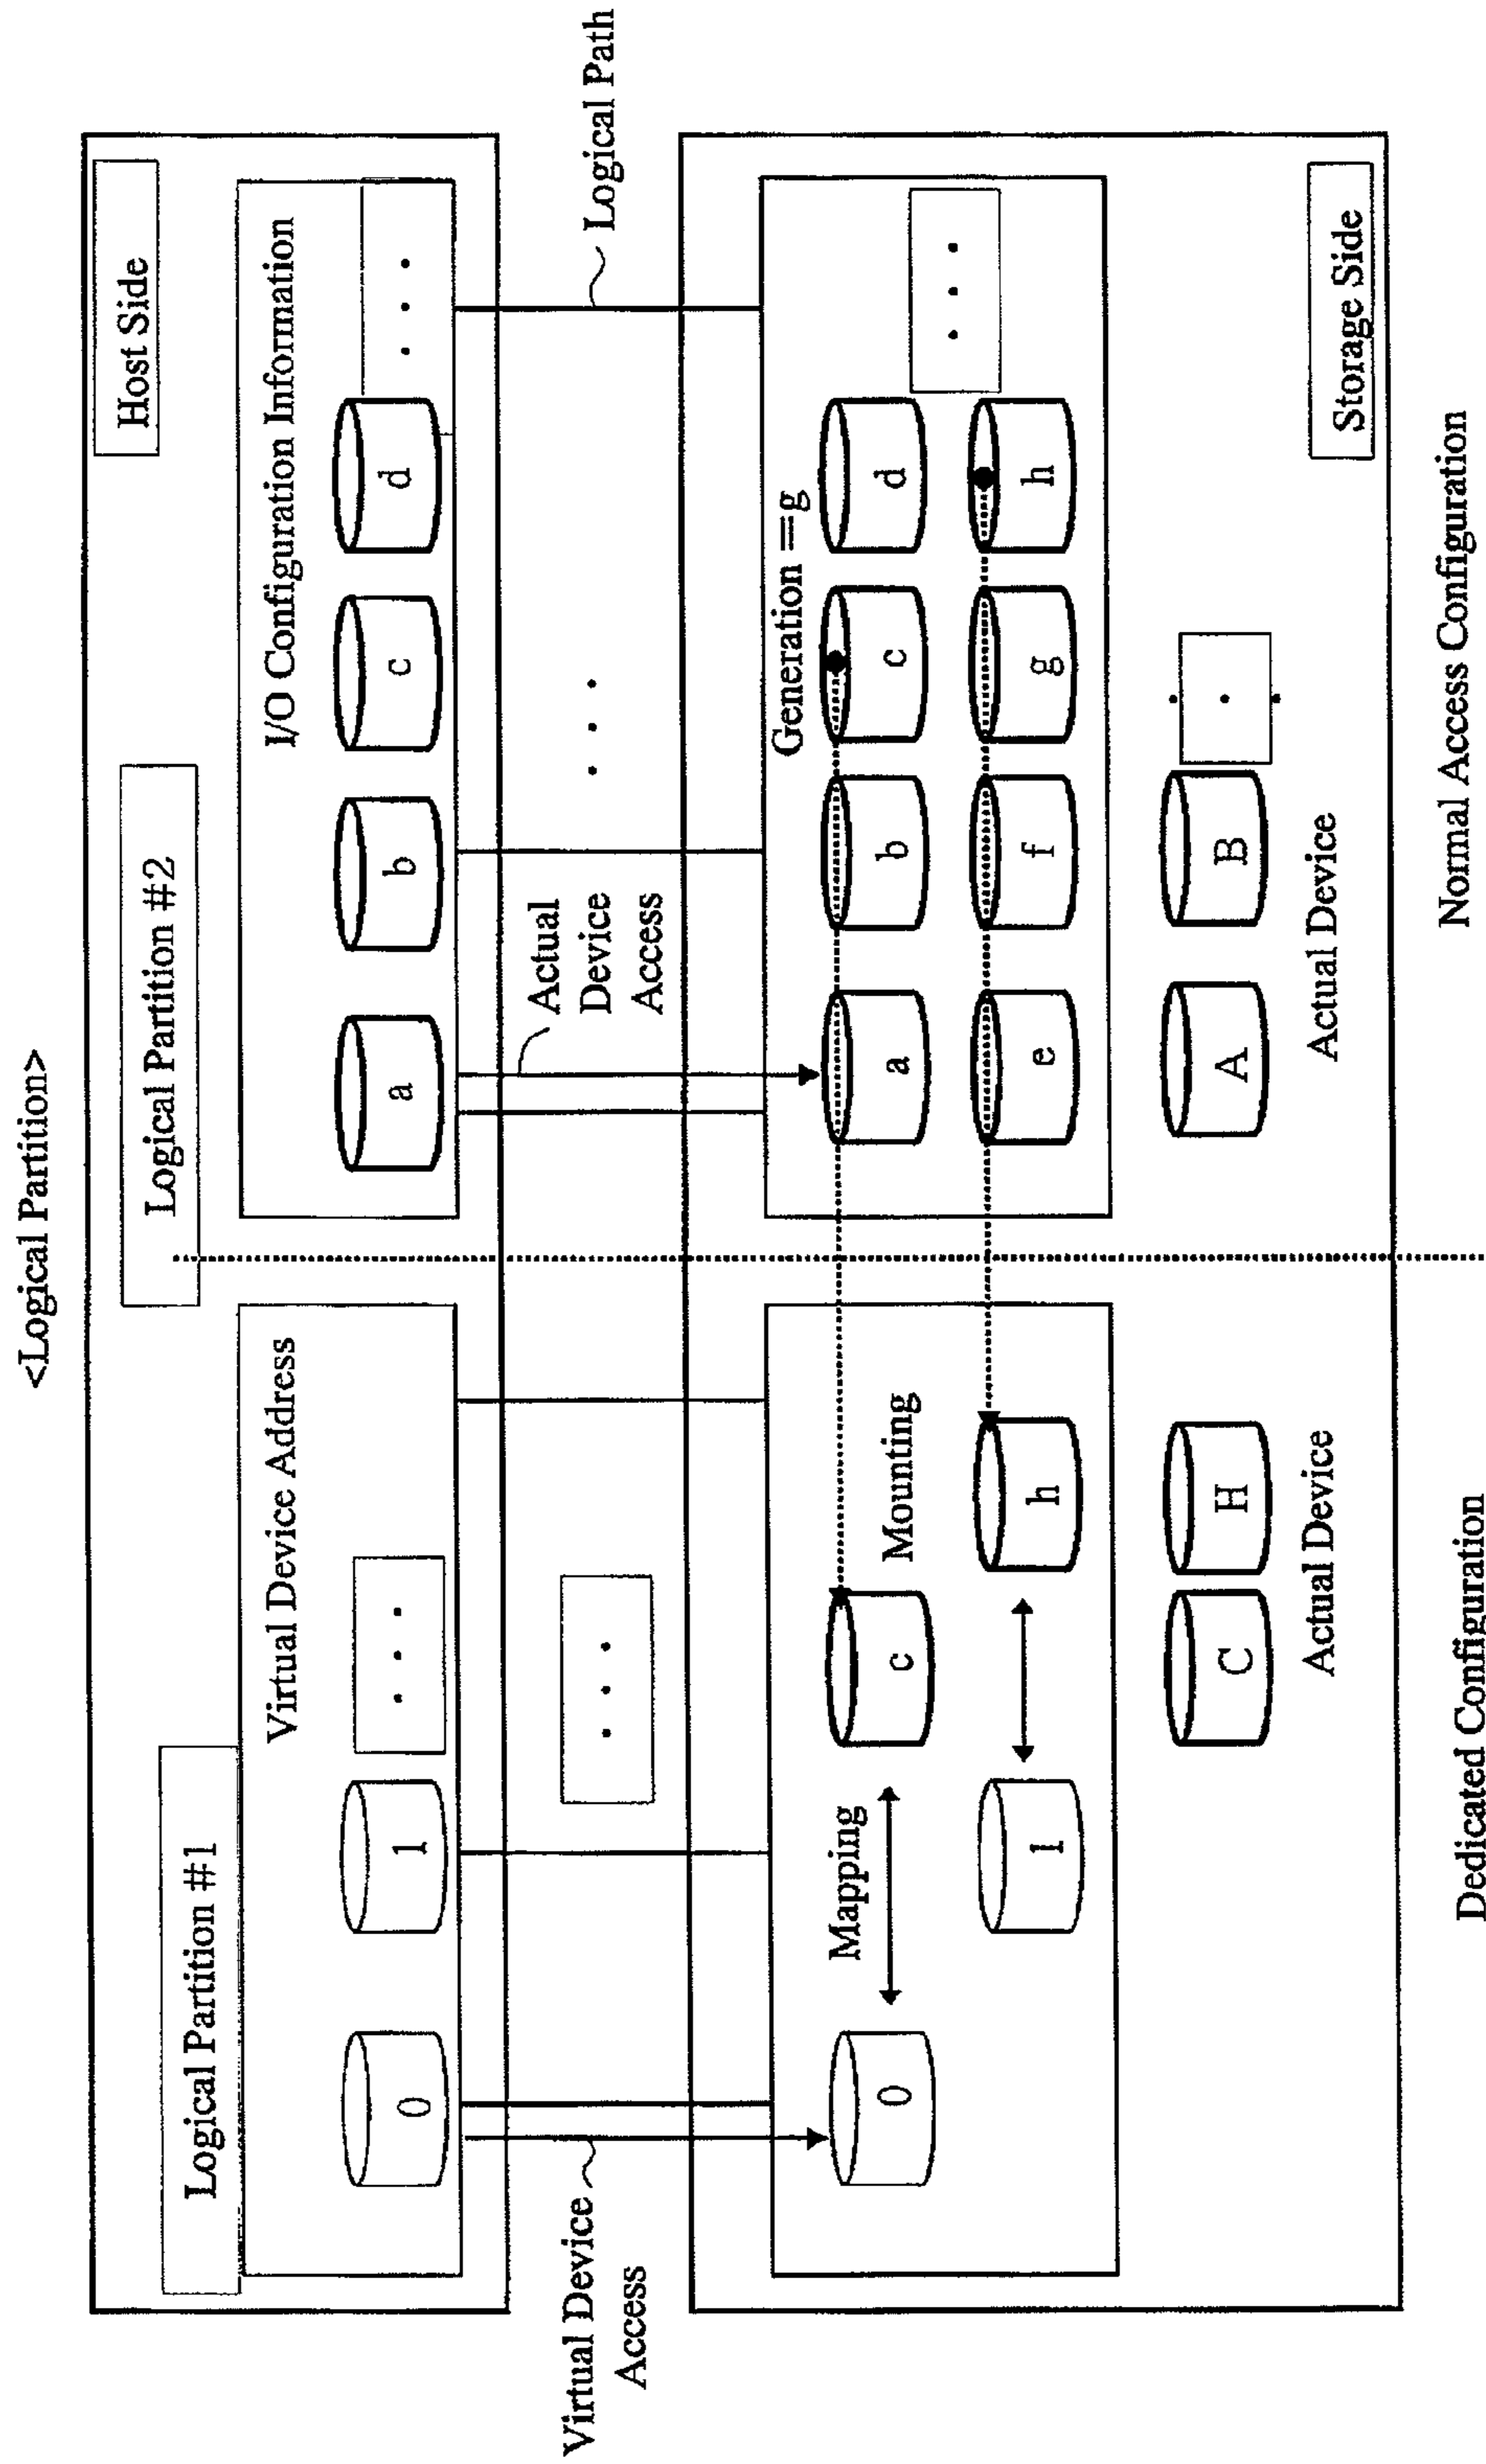 <Logical Partition>
Host Side
Logical Partition #1
Logical Partition #2
Virtual Device Address
I/O Configuration Information
0
1
. . .
a
b
c
d
. . .
Virtual Device
Access
. . .
Actual
Device
Access
. . .
Logical Path
Generation ==g
Mapping
Mounting
0
c
a
b
c
d
1
h
e
f
g
h
. . .
C
H
A
B
. . .
Actual Device
Actual Device
Storage Side
Dedicated Configuration
Normal Access Configuration